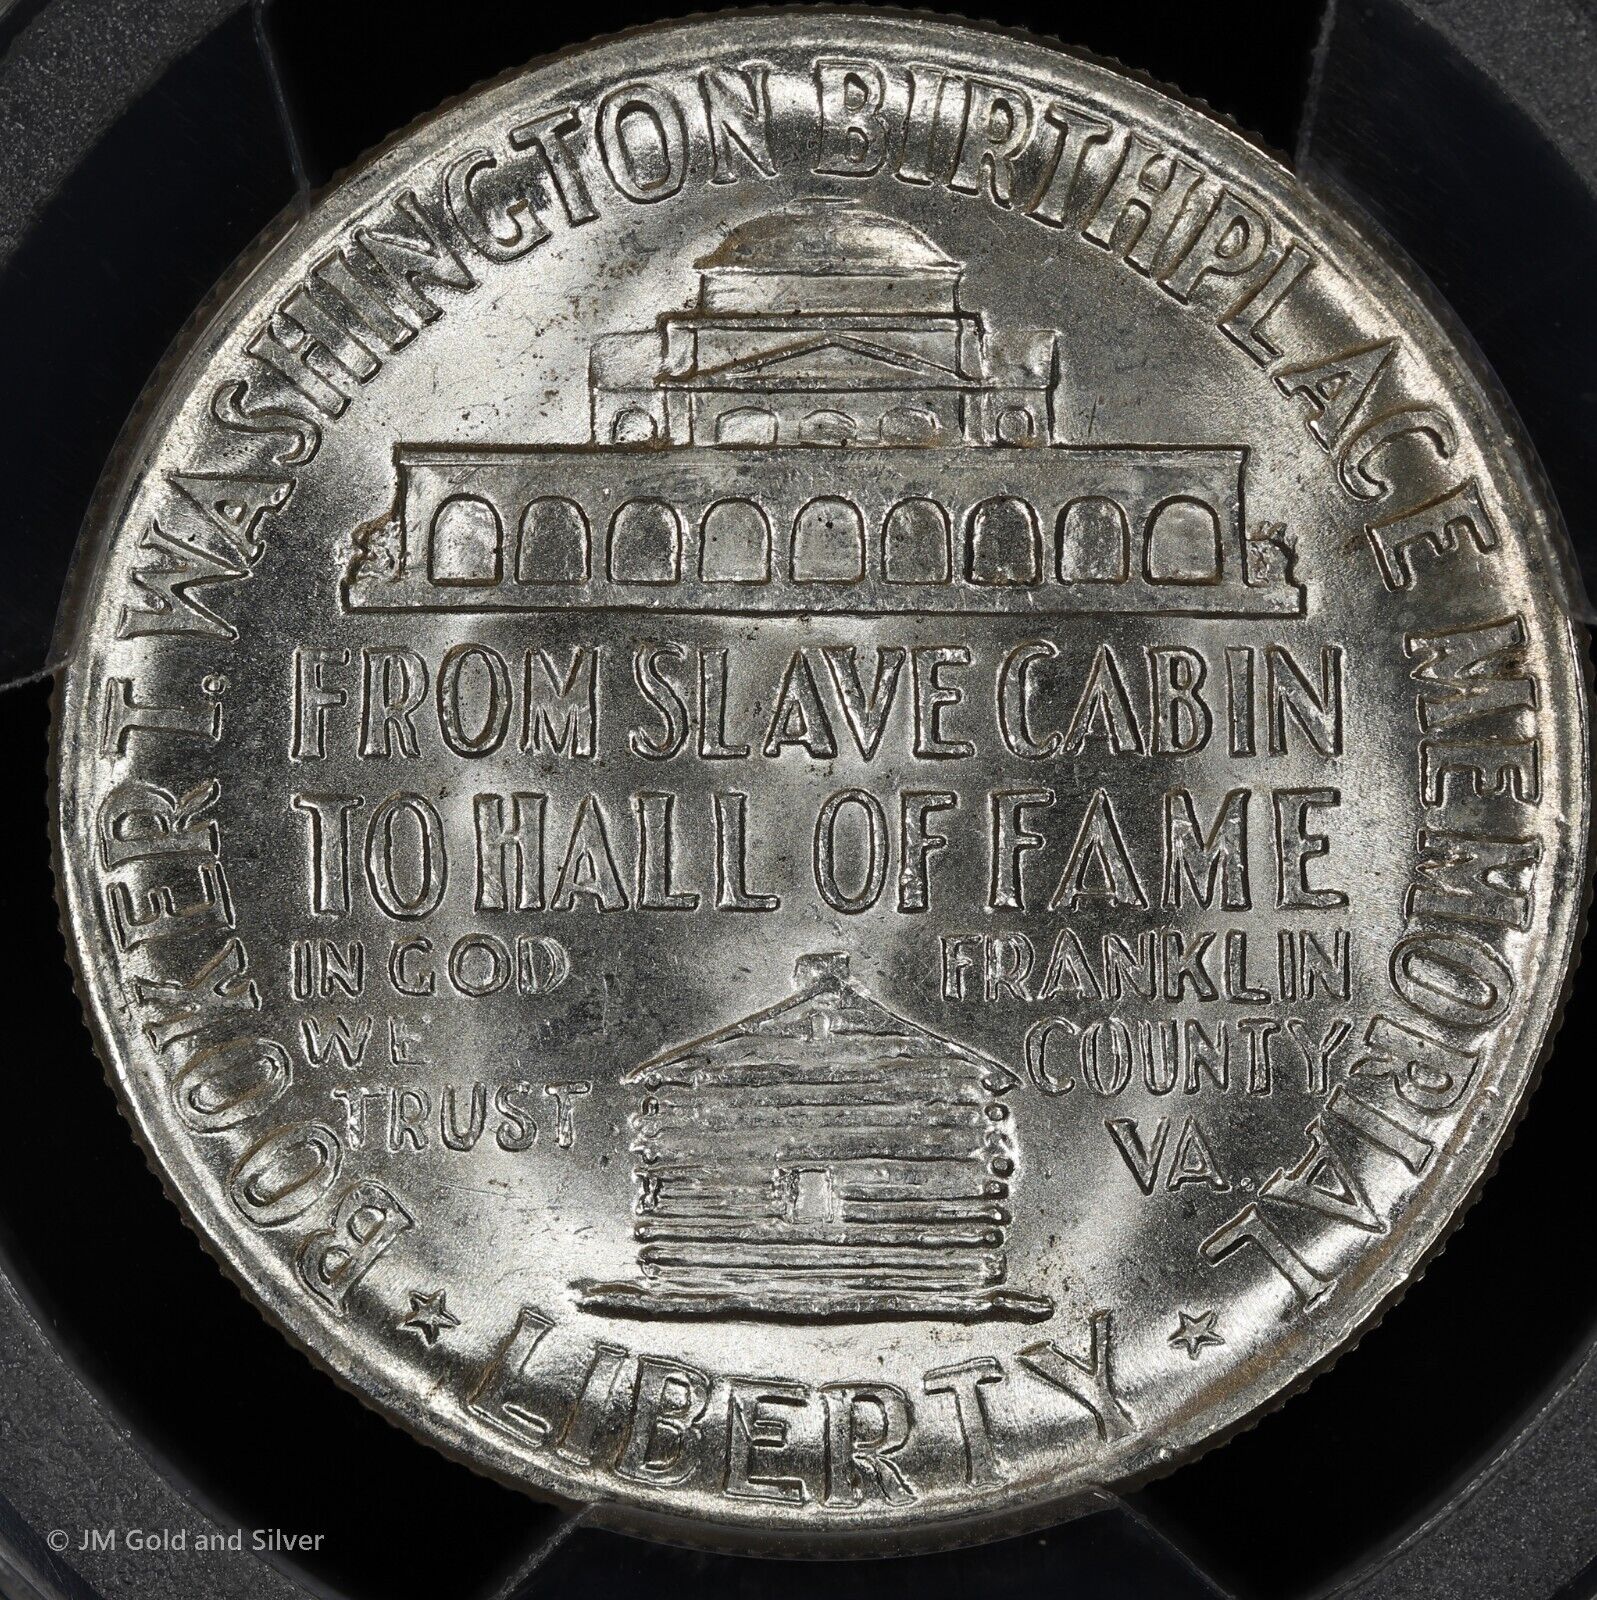 BOOKER T. WASHINGTON BIRTHPLACE MEMORIAL
FROM SLAVE CABIN
TO HALL OF FAME
IN GOD
WE
TRUST
FRANKLIN
COUNTY
VA.
★ LIBERTY ★
© JM Gold and Silver